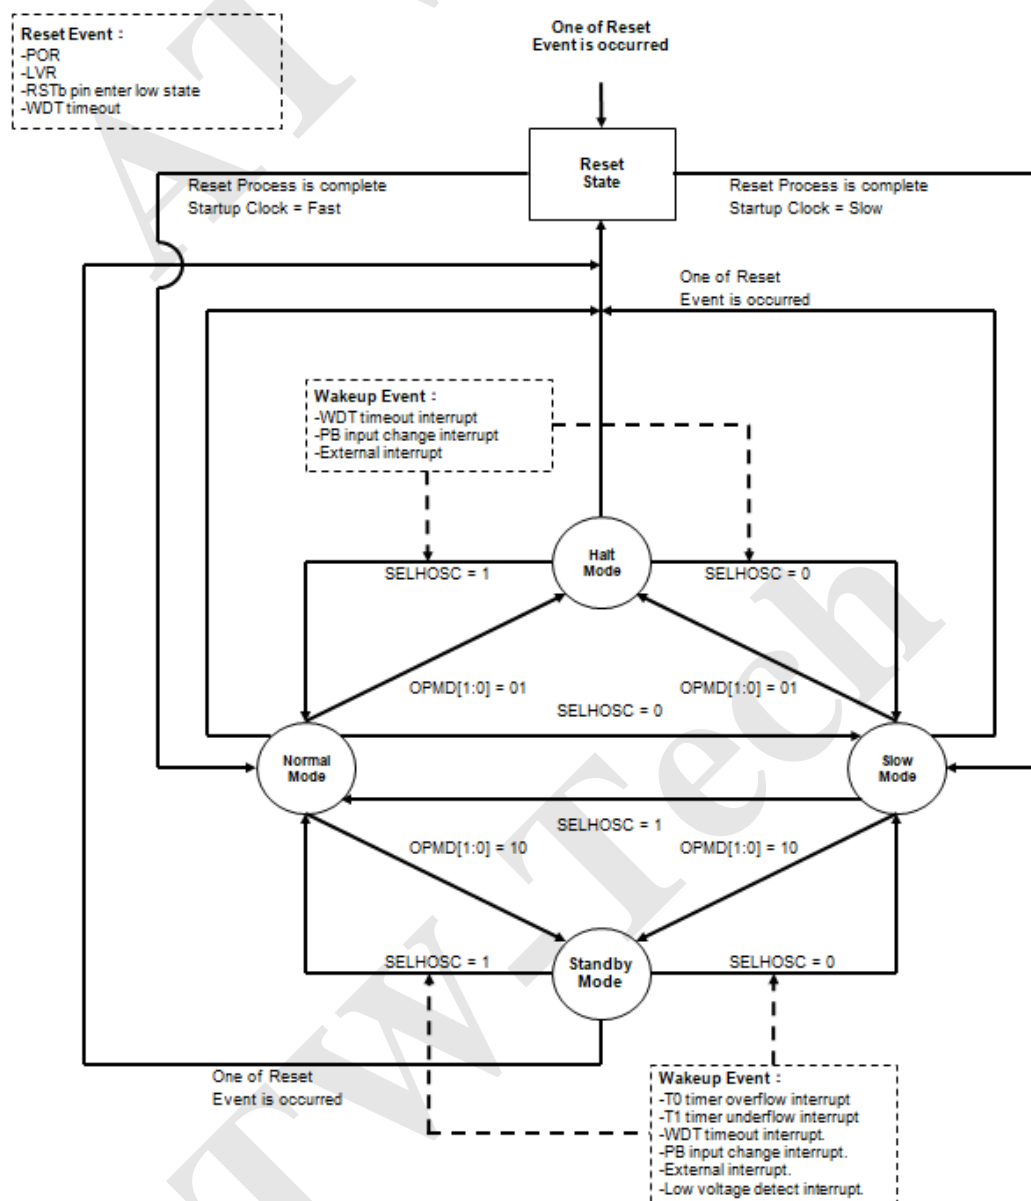 Reset Event：
-POR
-LVR
-RSTb pin enter low state
-WDT timeout
One of Reset
Event is occurred
Reset
State
Reset Process is complete
Startup Clock = Fast
Reset Process is complete
Startup Clock = Slow
One of Reset
Event is occurred
Wakeup Event：
-WDT timeout interrupt
-PB input change interrupt
-External interrupt
Halt
Mode
SELHOSC = 1
SELHOSC = 0
OPMD[1:0] = 01
OPMD[1:0] = 01
SELHOSC = 0
Normal
Mode
Slow
Mode
SELHOSC = 1
OPMD[1:0] = 10
OPMD[1:0] = 10
SELHOSC = 1
Standby
Mode
SELHOSC = 0
One of Reset
Event is occurred
Wakeup Event：
-T0 timer overflow interrupt
-T1 timer underflow interrupt
-WDT timeout interrupt.
-PB input change interrupt.
-External interrupt.
-Low voltage detect interrupt.
TW-Tech